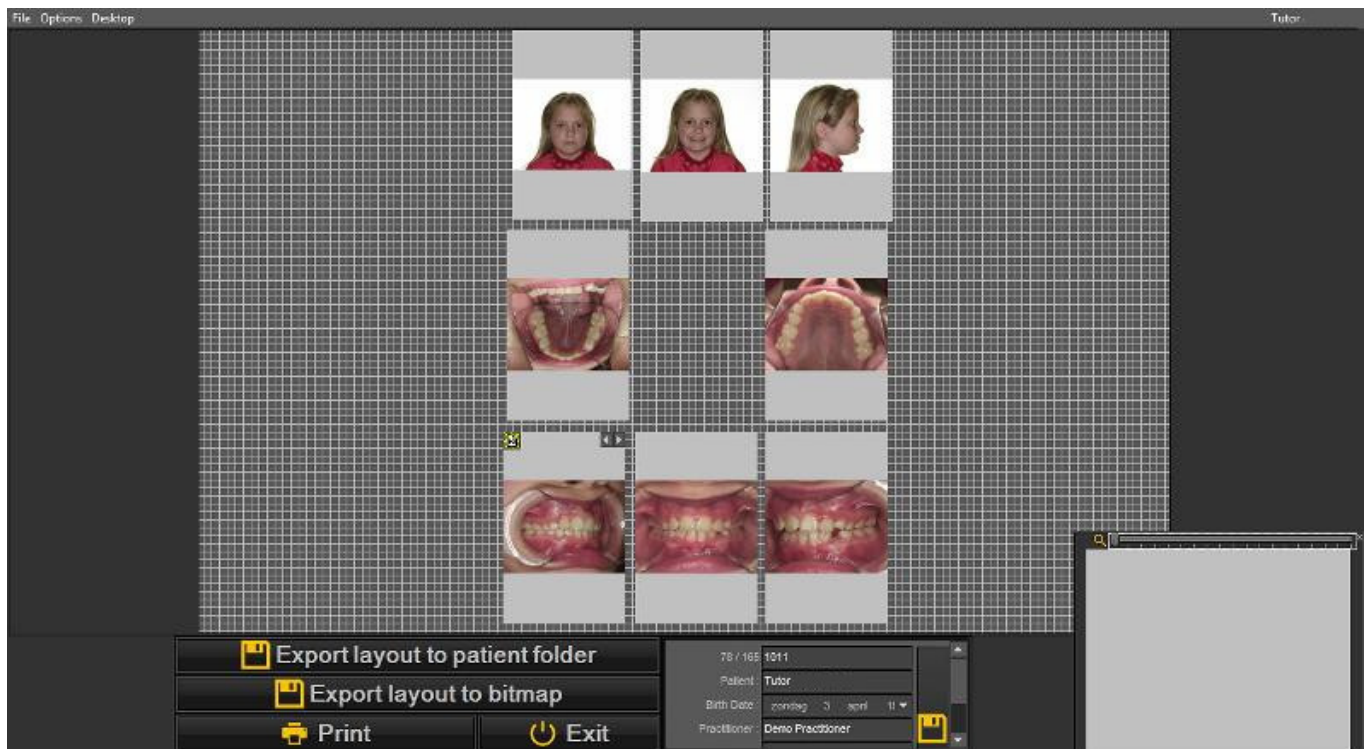 File Options Desktop
Tutor
Export layout to patient folder
Export layout to bitmap
Print
Exit
78 / 165 1011
Patient Tutor
Birth Date zondag 3 april
Practitioner Demo Practitioner